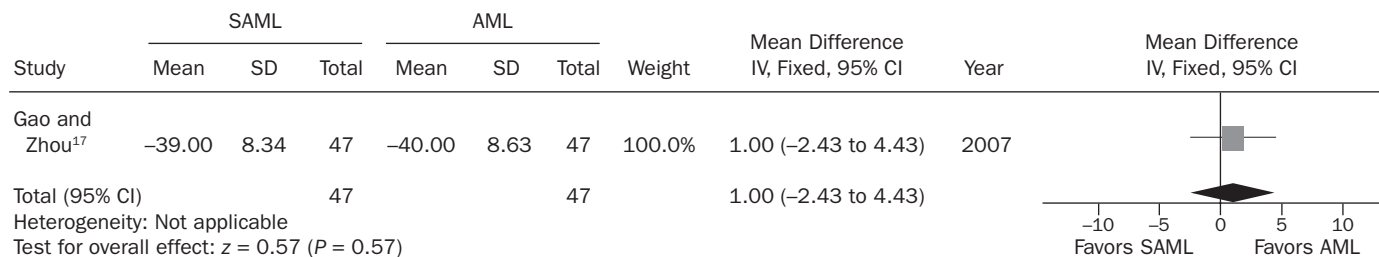 SAML AML
Mean Difference Mean Difference
Study Mean SD Total Mean SD Total Weight IV, Fixed, 95% CI Year IV, Fixed, 95% CI
Gao and
Zhou17 –39.00 8.34 47 –40.00 8.63 47 100.0% 1.00 (–2.43 to 4.43) 2007
Total (95% CI) 47 47 1.00 (–2.43 to 4.43)
Heterogeneity: Not applicable
–10 –5 0 5 10
Test for overall effect: z = 0.57 (P = 0.57) Favors SAML Favors AML